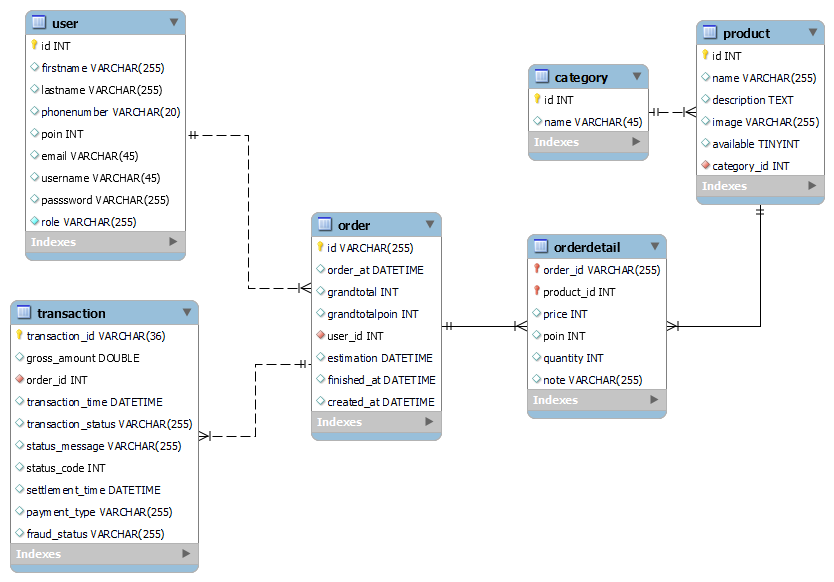 user
id INT
firstname VARCHAR(255)
lastname VARCHAR(255)
phonenumber VARCHAR(20)
poin INT
email VARCHAR(45)
username VARCHAR(45)
passsword VARCHAR(255)
role VARCHAR(255)
Indexes
transaction
transaction_id VARCHAR(36)
gross_amount DOUBLE
order_id INT
transaction_time DATETIME
transaction_status VARCHAR(255)
status_message VARCHAR(255)
status_code INT
settlement_time DATETIME
payment_type VARCHAR(255)
fraud_status VARCHAR(255)
Indexes
order
id VARCHAR(255)
order_at DATETIME
grandtotal INT
grandtotalpoin INT
user_id INT
estimation DATETIME
finished_at DATETIME
created_at DATETIME
Indexes
category
id INT
name VARCHAR(45)
Indexes
orderdetail
order_id VARCHAR(255)
product_id INT
price INT
poin INT
quantity INT
note VARCHAR(255)
Indexes
product
id INT
name VARCHAR(255)
description TEXT
image VARCHAR(255)
available TINYINT
category_id INT
Indexes